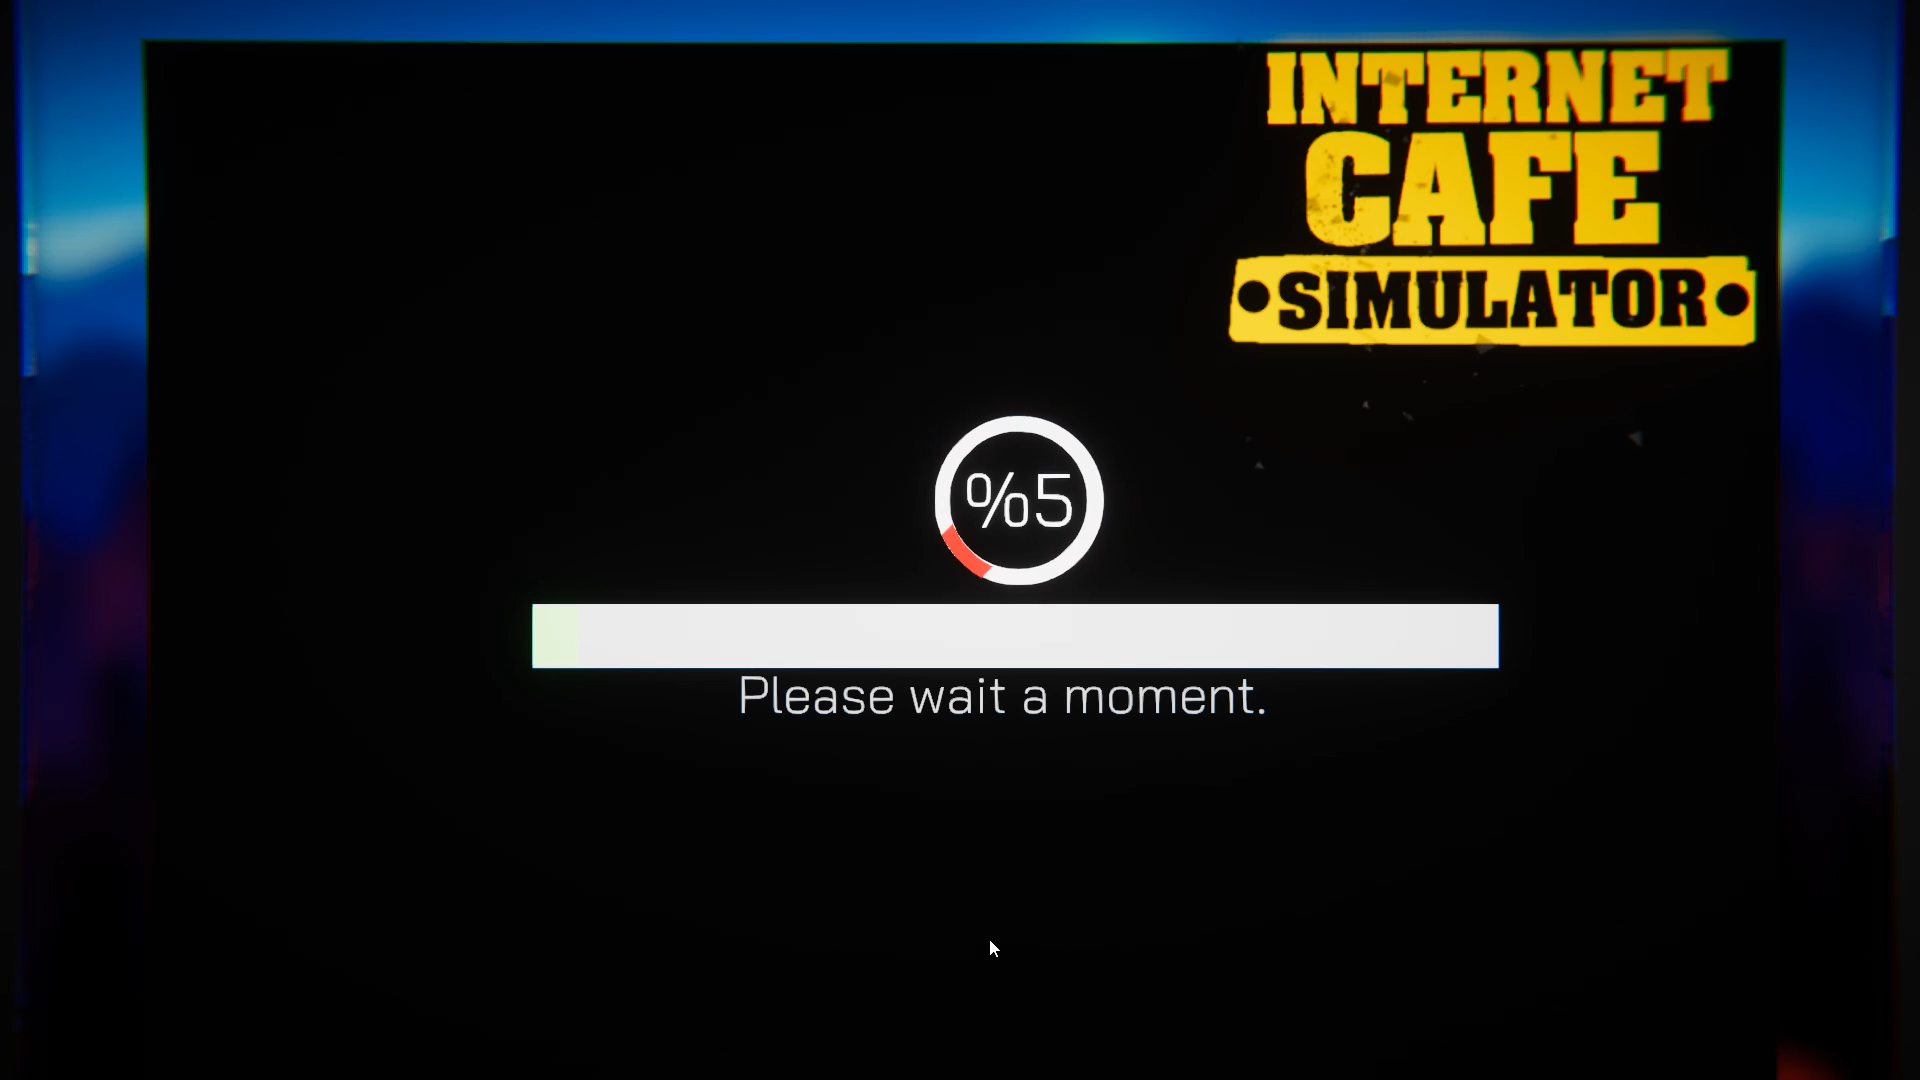 INTERNET
CAFE
SIMULATOR
%5
Please wait a moment.